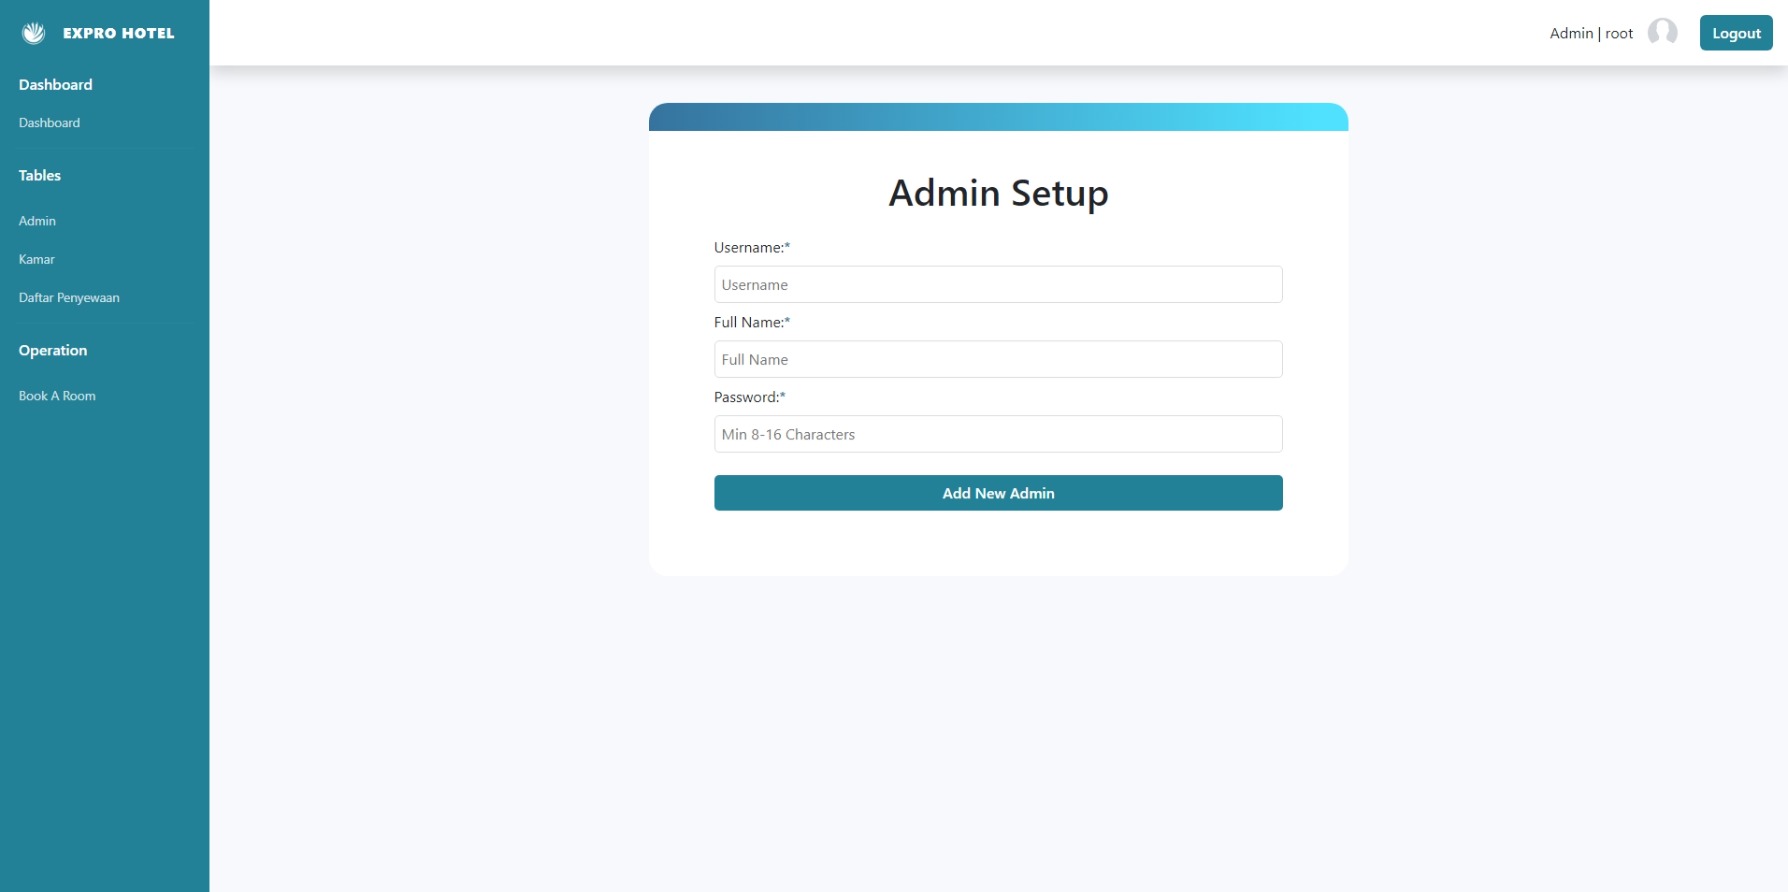 EXPRO HOTEL
Admin | root
Logout
Dashboard
Dashboard
Tables
Admin
Kamar
Daftar Penyewaan
Operation
Book A Room
Admin Setup
Username:*
Username
Full Name:*
Full Name
Password:*
Min 8-16 Characters
Add New Admin